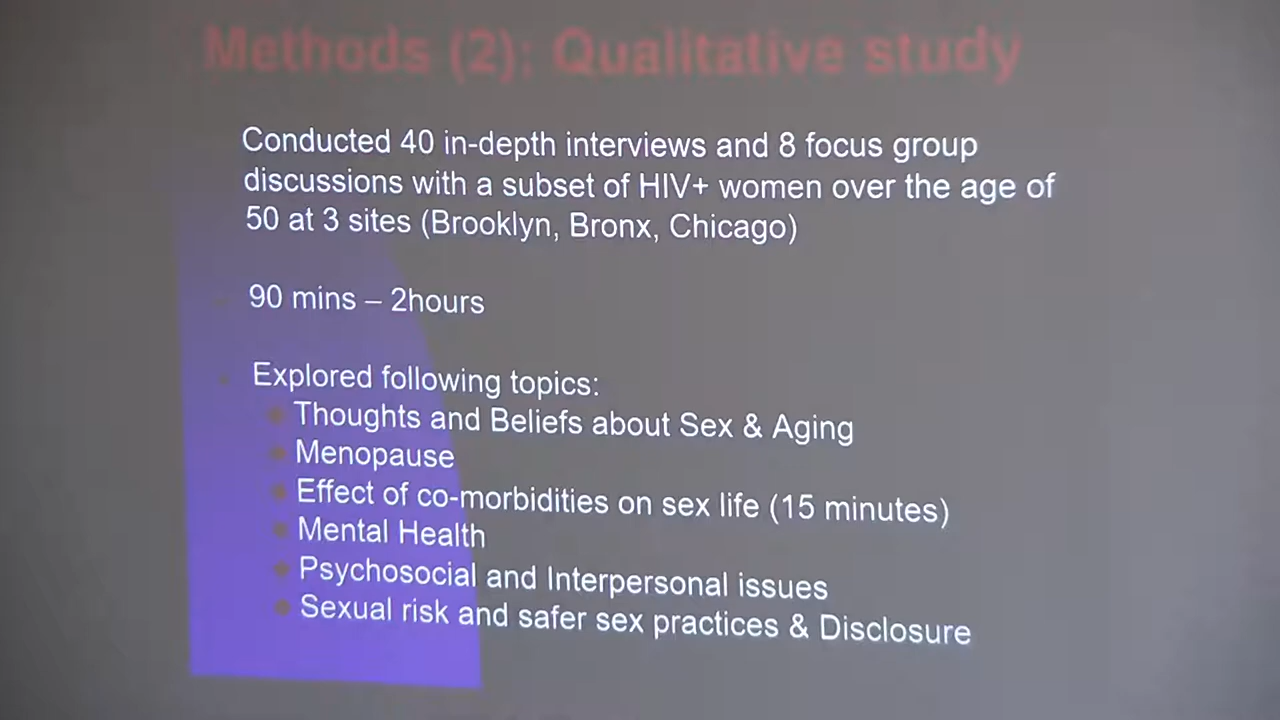 Methods (2): Qualitative study
Conducted 40 in-depth interviews and 8 focus group
discussions with a subset of HIV+ women over the age of
50 at 3 sites (Brooklyn, Bronx, Chicago)
90 mins – 2hours
Explored following topics:
Thoughts and Beliefs about Sex & Aging
Menopause
Effect of co-morbidities on sex life (15 minutes)
Mental Health
Psychosocial and Interpersonal issues
Sexual risk and safer sex practices & Disclosure